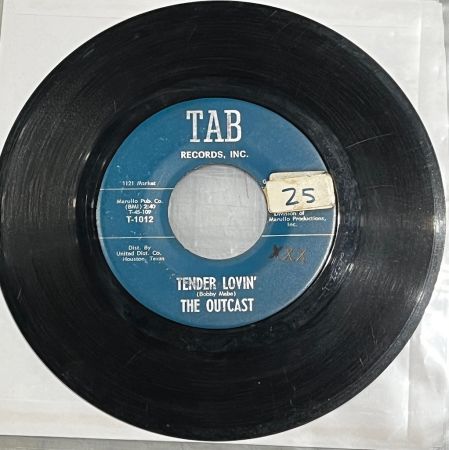 TAB
RECORDS, INC.
1121 Market
25
Marullo Pub. Co.
(BMI) 2:40
T-45-109
T-1012
Division of
Marullo Productions,
Inc.
Dist. By
United Dist. Co.
Houston, Texas
XXX
TENDER LOVIN'
(Bobby Mabe)
THE OUTCAST